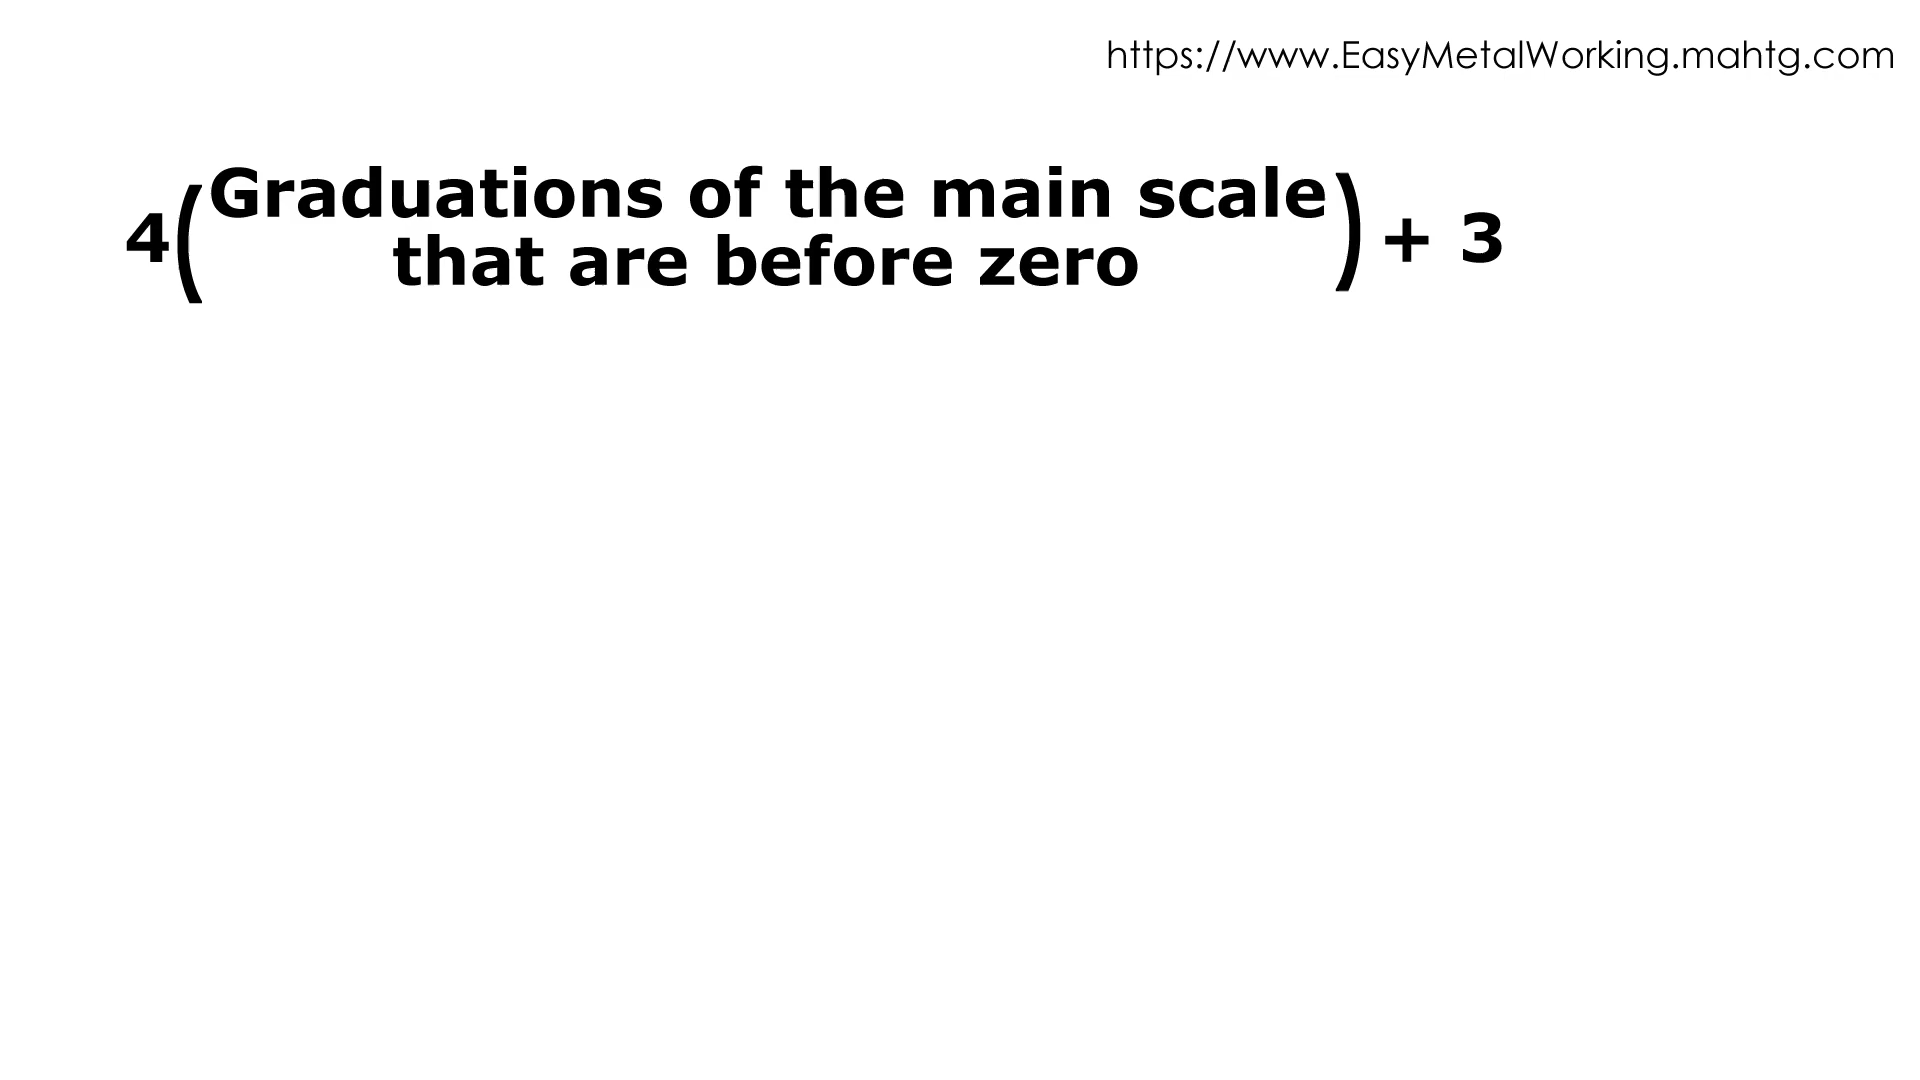 https://www.EasyMetalWorking.mahtg.com
4(Graduations of the main scale
that are before zero) + 3